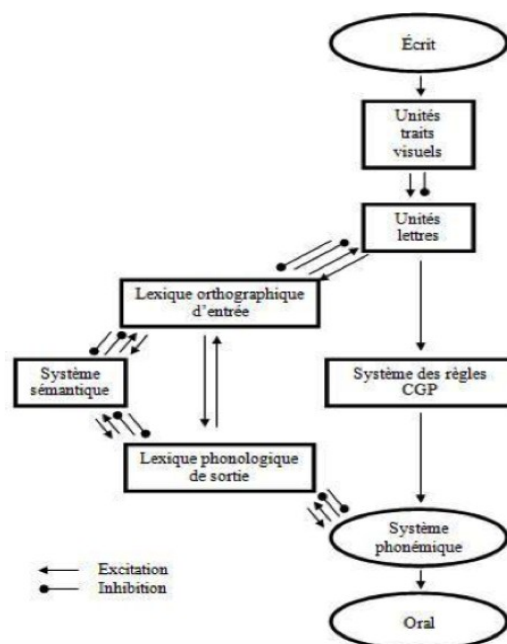 Écrit
Unités
traits
visuels
Unités
lettres
Lexique orthographique
d'entrée
Système
sémantique
Système des règles
CGP
Lexique phonologique
de sortie
Système
phonémique
Excitation
Inhibition
Oral